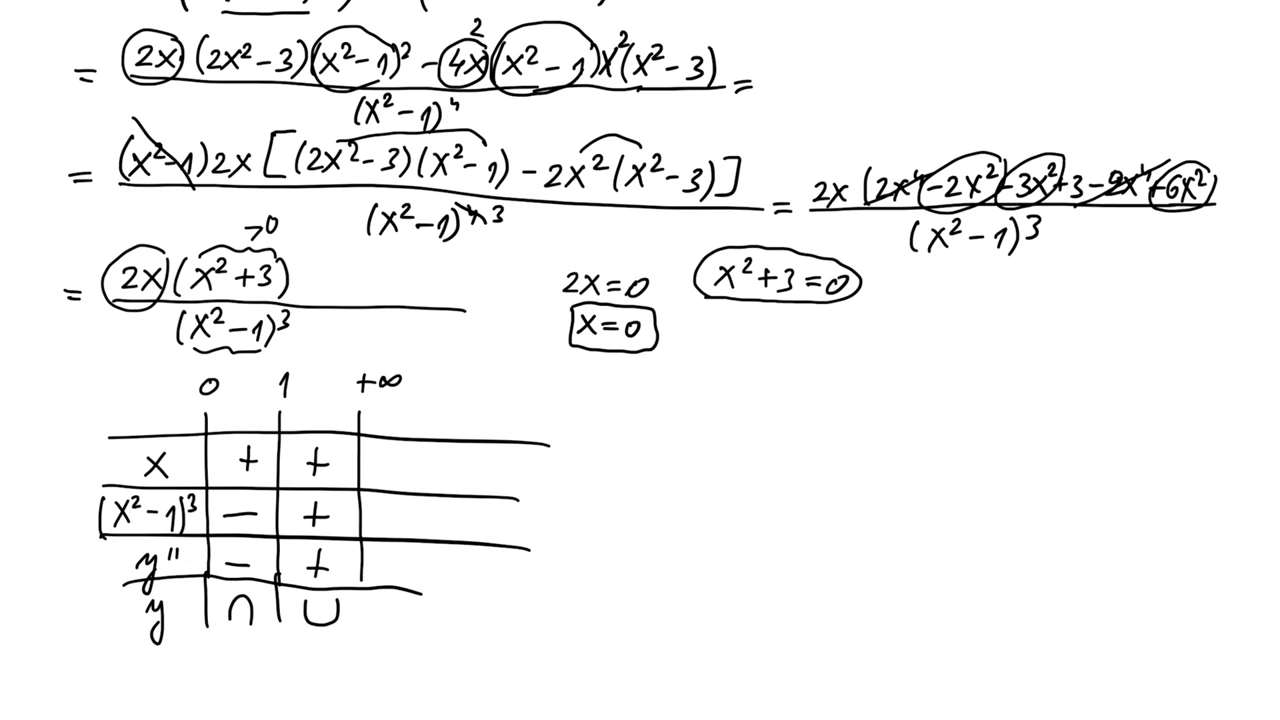 = 2x (2x²-3)(x²-1)² - 4x² (x²-1)x²(x²-3) / (x²-1)⁴ =
= (x²-1)2x [(2x²-3)(x²-1) - 2x²(x²-3)] / (x²-1)⁴ ³ = 2x (2x⁴-2x²-3x²+3-2x⁴+6x²) / (x²-1)³
>0
= 2x(x²+3) / (x²-1)³
2x=0
x²+3=0
x=0
0 1 +∞
x + +
(x²-1)³ - +
y'' - +
y ∩ ∪